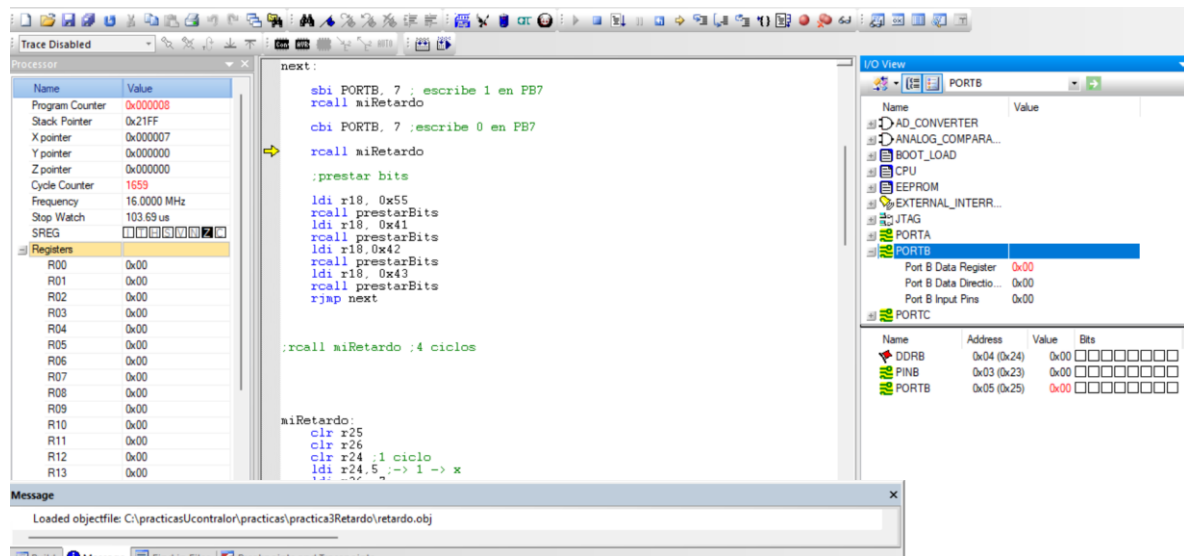 Trace Disabled
AUTO
Processor
Name Value
Program Counter 0x000008
Stack Pointer 0x21FF
X pointer 0x000007
Y pointer 0x000000
Z pointer 0x000000
Cycle Counter 1659
Frequency 16.0000 MHz
Stop Watch 103.69 us
SREG I T H S V N Z C
Registers
R00 0x00
R01 0x00
R02 0x00
R03 0x00
R04 0x00
R05 0x00
R06 0x00
R07 0x00
R08 0x00
R09 0x00
R10 0x00
R11 0x00
R12 0x00
R13 0x00
next:
sbi PORTB, 7 ; escribe 1 en PB7
rcall miRetardo
cbi PORTB, 7 ;escribe 0 en PB7
rcall miRetardo
;prestar bits
ldi r18, 0x55
rcall prestarBits
ldi r18, 0x41
rcall prestarBits
ldi r18,0x42
rcall prestarBits
ldi r18, 0x43
rcall prestarBits
rjmp next
;rcall miRetardo ;4 ciclos
miRetardo:
clr r25
clr r26
clr r24 ;1 ciclo
ldi r24,5 ;-> 1 -> x
I/O View
PORTB
Name Value
AD_CONVERTER
ANALOG_COMPARA...
BOOT_LOAD
CPU
EEPROM
EXTERNAL_INTERR...
JTAG
PORTA
PORTB
Port B Data Register 0x00
Port B Data Directio... 0x00
Port B Input Pins 0x00
PORTC
Name Address Value Bits
DDRB 0x04 (0x24) 0x00
PINB 0x03 (0x23) 0x00
PORTB 0x05 (0x25) 0x00
Message
Loaded objectfile: C:\practicasUcontralor\practicas\practica3Retardo\retardo.obj